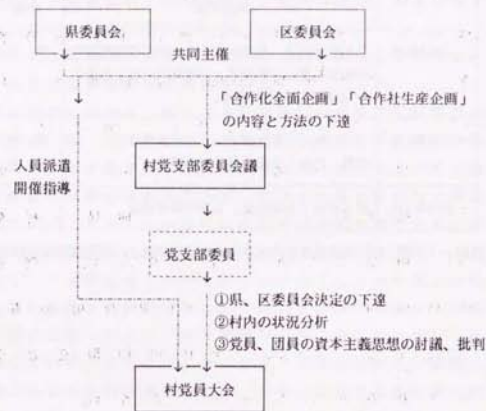 県委員会
区委員会
共同主催
「合作化全面企画」「合作社生産企画」
の内容と方法の下達
人員派遣
開催指導
村党支部委員会議
党支部委員
①県、区委員会決定の下達
②村内の状況分析
③党員、団員の資本主義思想の討議、批判
村党員大会